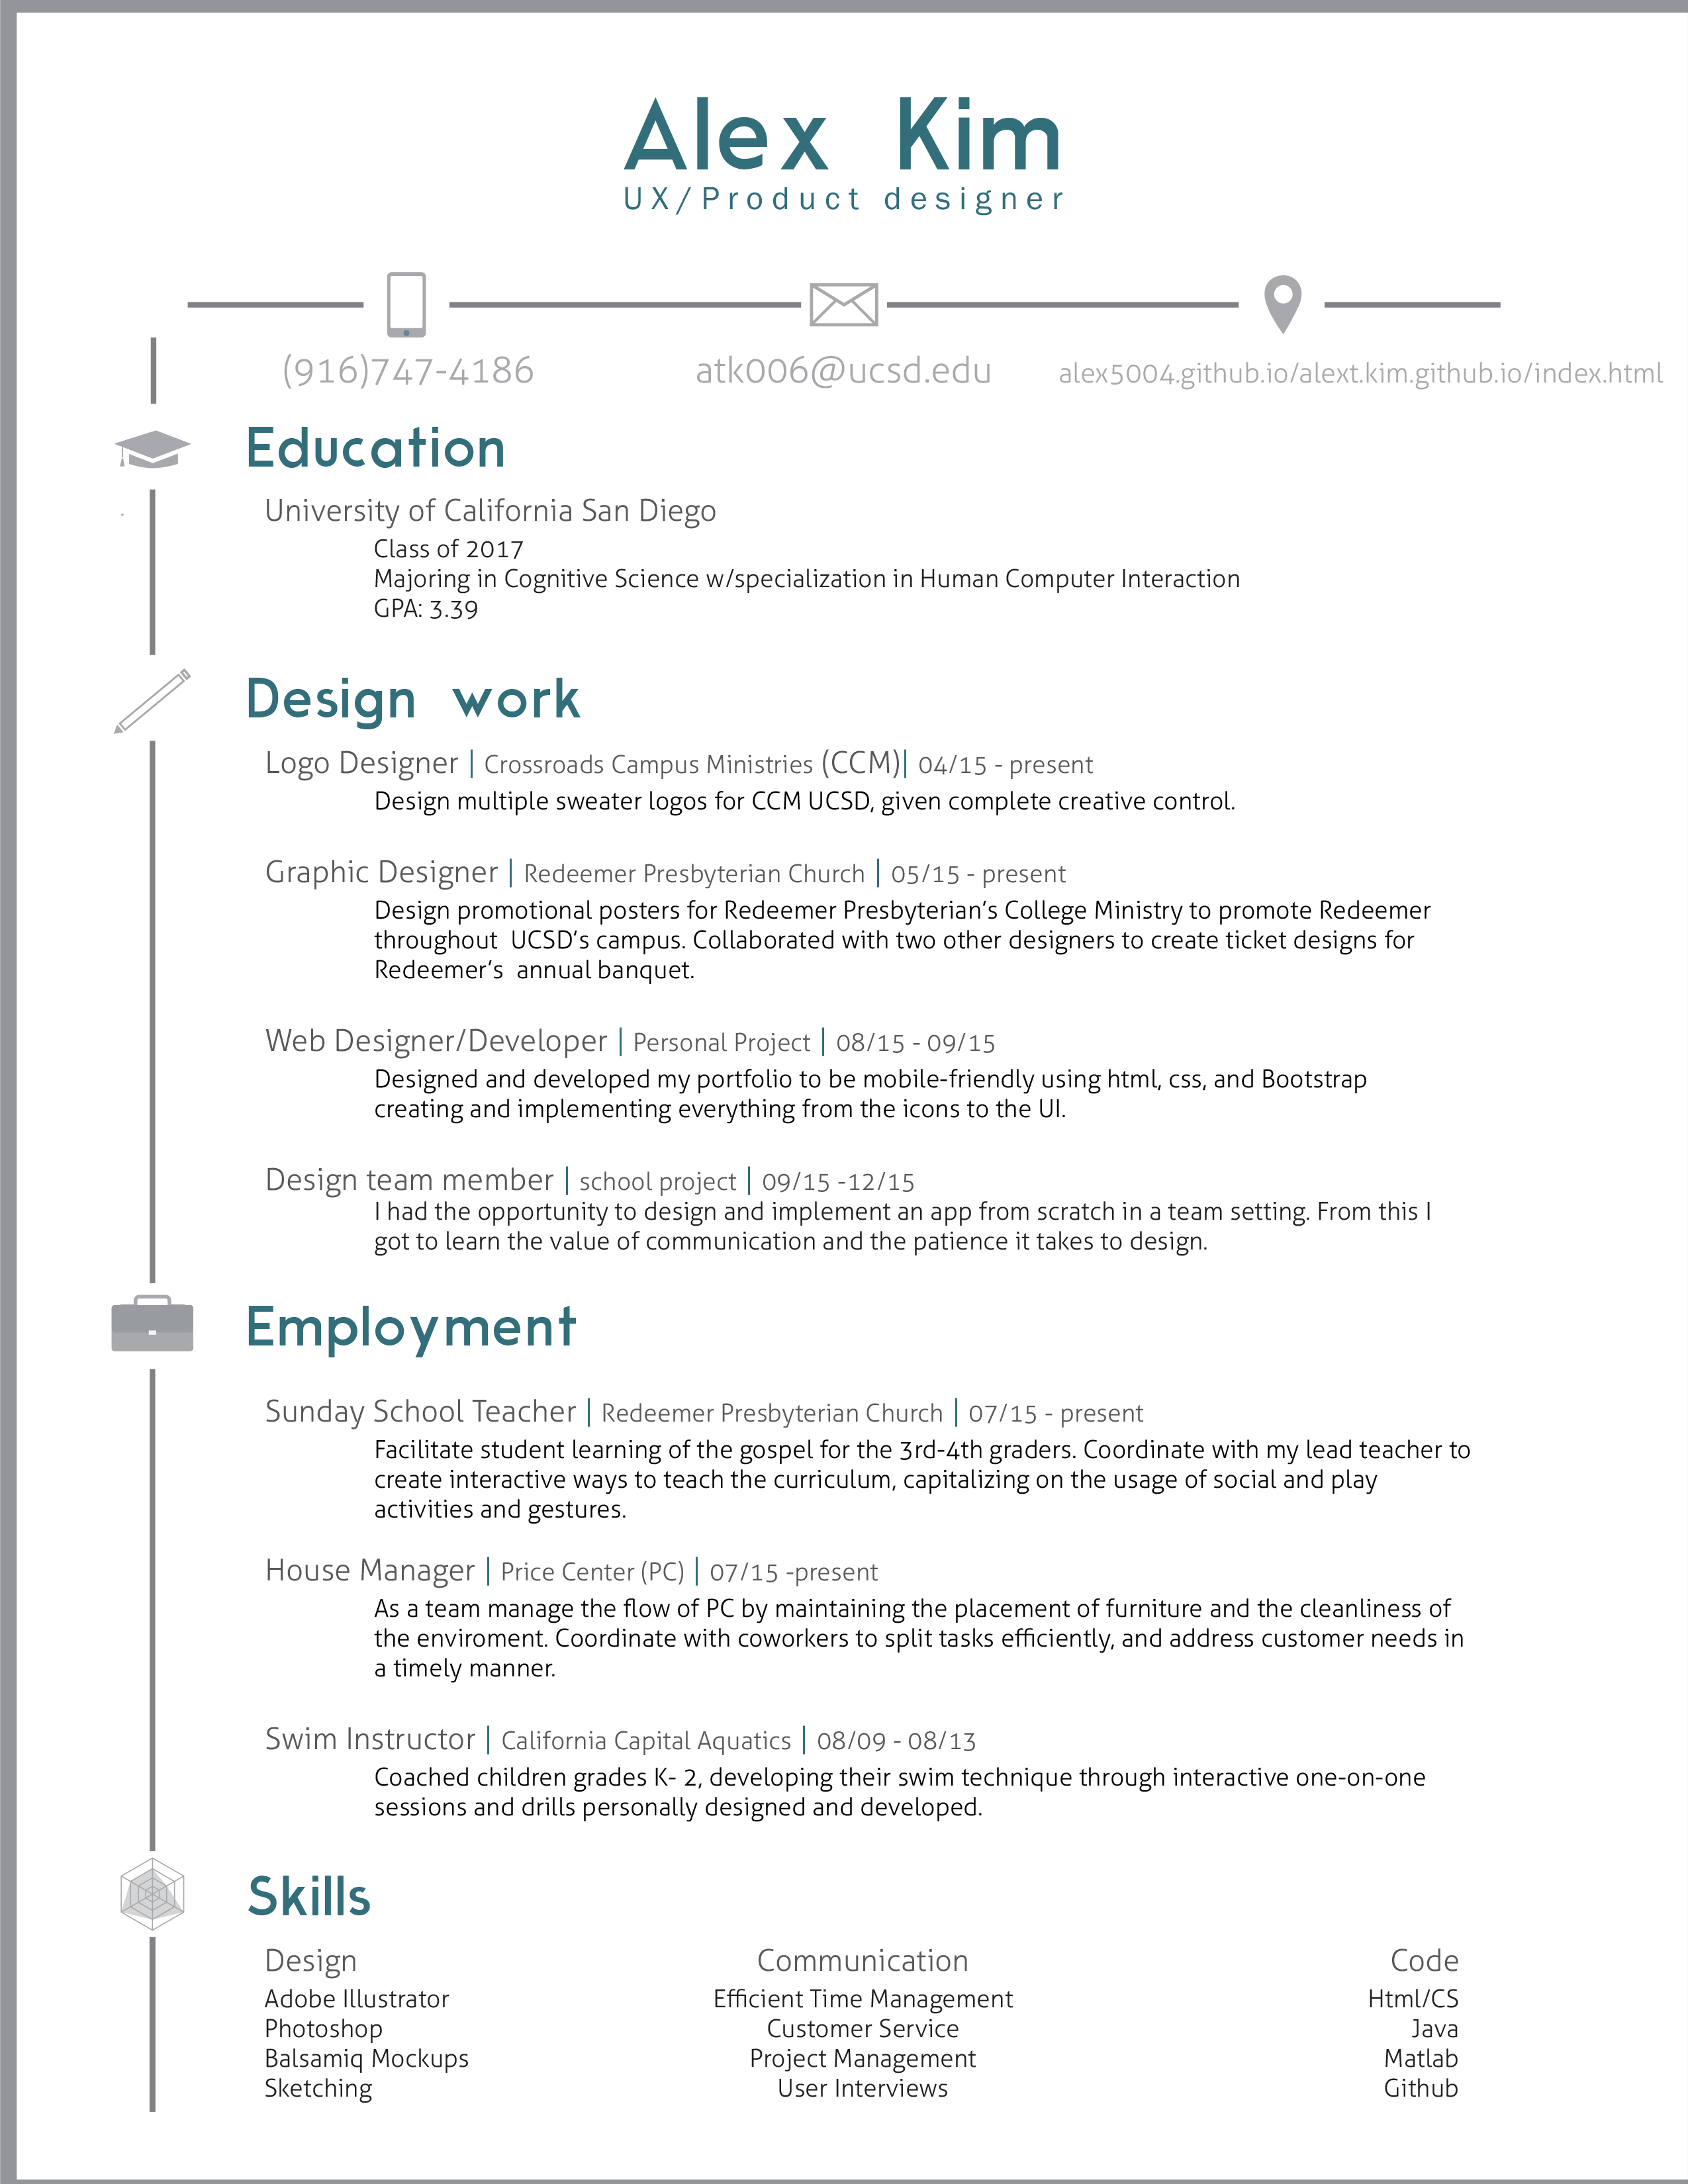 Alex Kim
UX/Product designer
(916)747-4186
atk006@ucsd.edu
alex5004.github.io/alext.kim.github.io/index.html
Education
University of California San Diego
Class of 2017
Majoring in Cognitive Science w/specialization in Human Computer Interaction
GPA: 3.39
Design work
Logo Designer | Crossroads Campus Ministries (CCM)| 04/15 - present
Design multiple sweater logos for CCM UCSD, given complete creative control.
Graphic Designer | Redeemer Presbyterian Church | 05/15 - present
Design promotional posters for Redeemer Presbyterian's College Ministry to promote Redeemer
throughout  UCSD's campus. Collaborated with two other designers to create ticket designs for
Redeemer's  annual banquet.
Web Designer/Developer | Personal Project | 08/15 - 09/15
Designed and developed my portfolio to be mobile-friendly using html, css, and Bootstrap
creating and implementing everything from the icons to the UI.
Design team member | school project | 09/15 -12/15
I had the opportunity to design and implement an app from scratch in a team setting. From this I
got to learn the value of communication and the patience it takes to design.
Employment
Sunday School Teacher | Redeemer Presbyterian Church | 07/15 - present
Facilitate student learning of the gospel for the 3rd-4th graders. Coordinate with my lead teacher to
create interactive ways to teach the curriculum, capitalizing on the usage of social and play
activities and gestures.
House Manager | Price Center (PC) | 07/15 -present
As a team manage the flow of PC by maintaining the placement of furniture and the cleanliness of
the enviroment. Coordinate with coworkers to split tasks efficiently, and address customer needs in
a timely manner.
Swim Instructor | California Capital Aquatics | 08/09 - 08/13
Coached children grades K- 2, developing their swim technique through interactive one-on-one
sessions and drills personally designed and developed.
Skills
Design
Adobe Illustrator
Photoshop
Balsamiq Mockups
Sketching
Communication
Efficient Time Management
Customer Service
Project Management
User Interviews
Code
Html/CS
Java
Matlab
Github